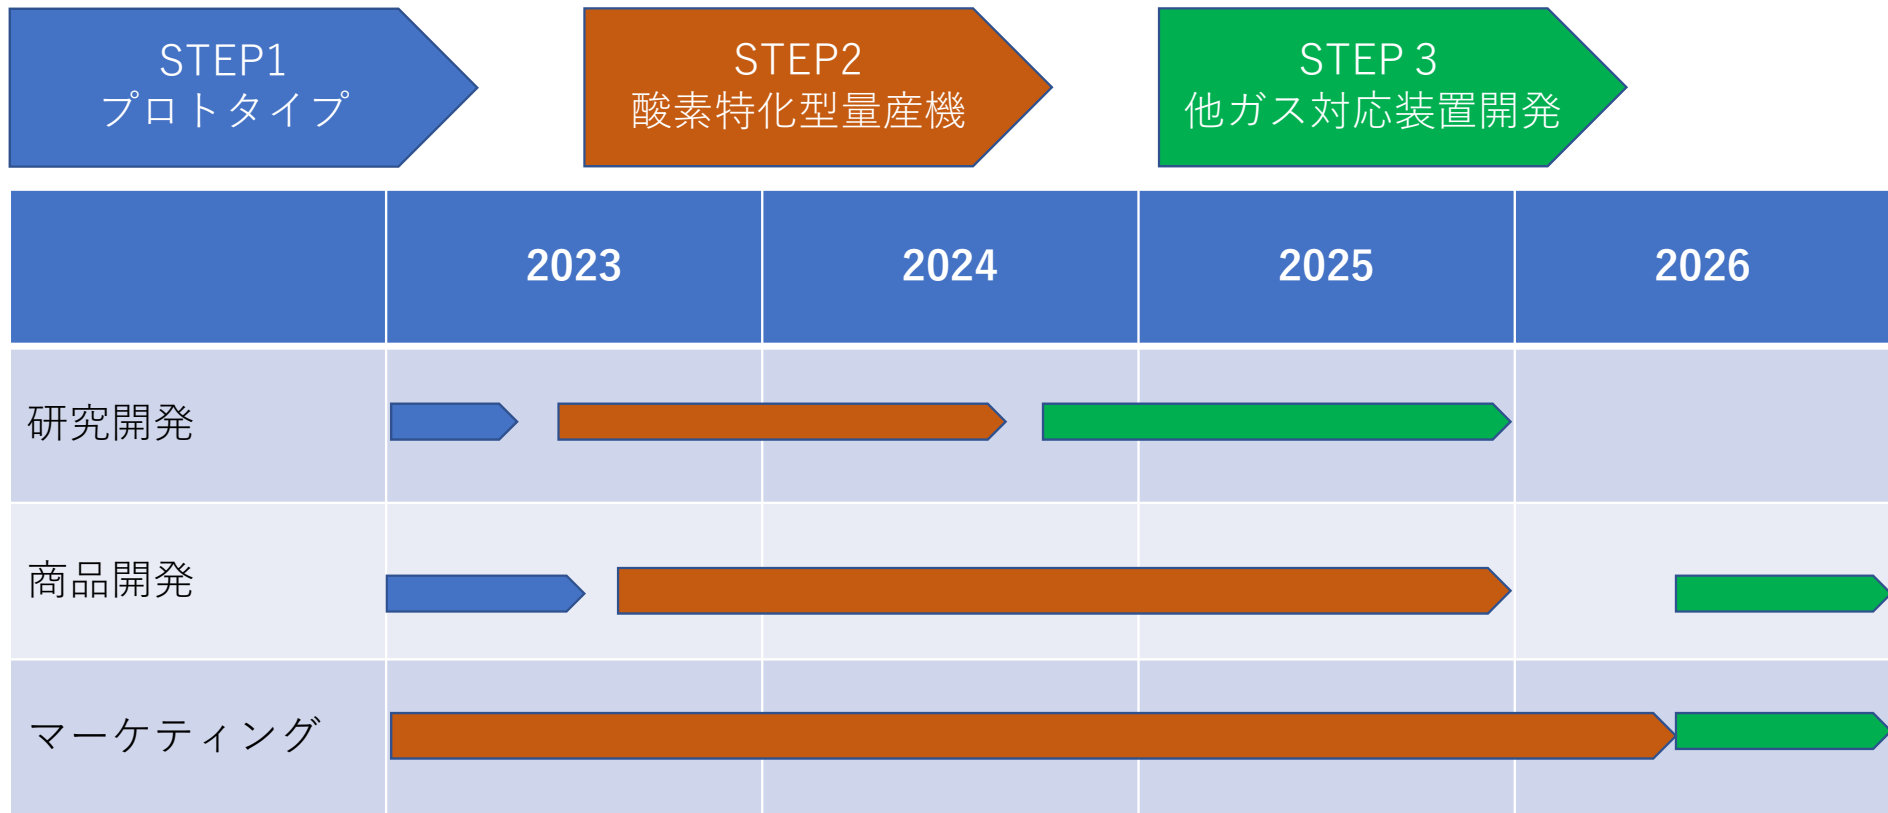 STEP1
プロトタイプ
STEP2
酸素特化型量産機
STEP３
他ガス対応装置開発
2023
2024
2025
2026
研究開発
商品開発
マーケティング